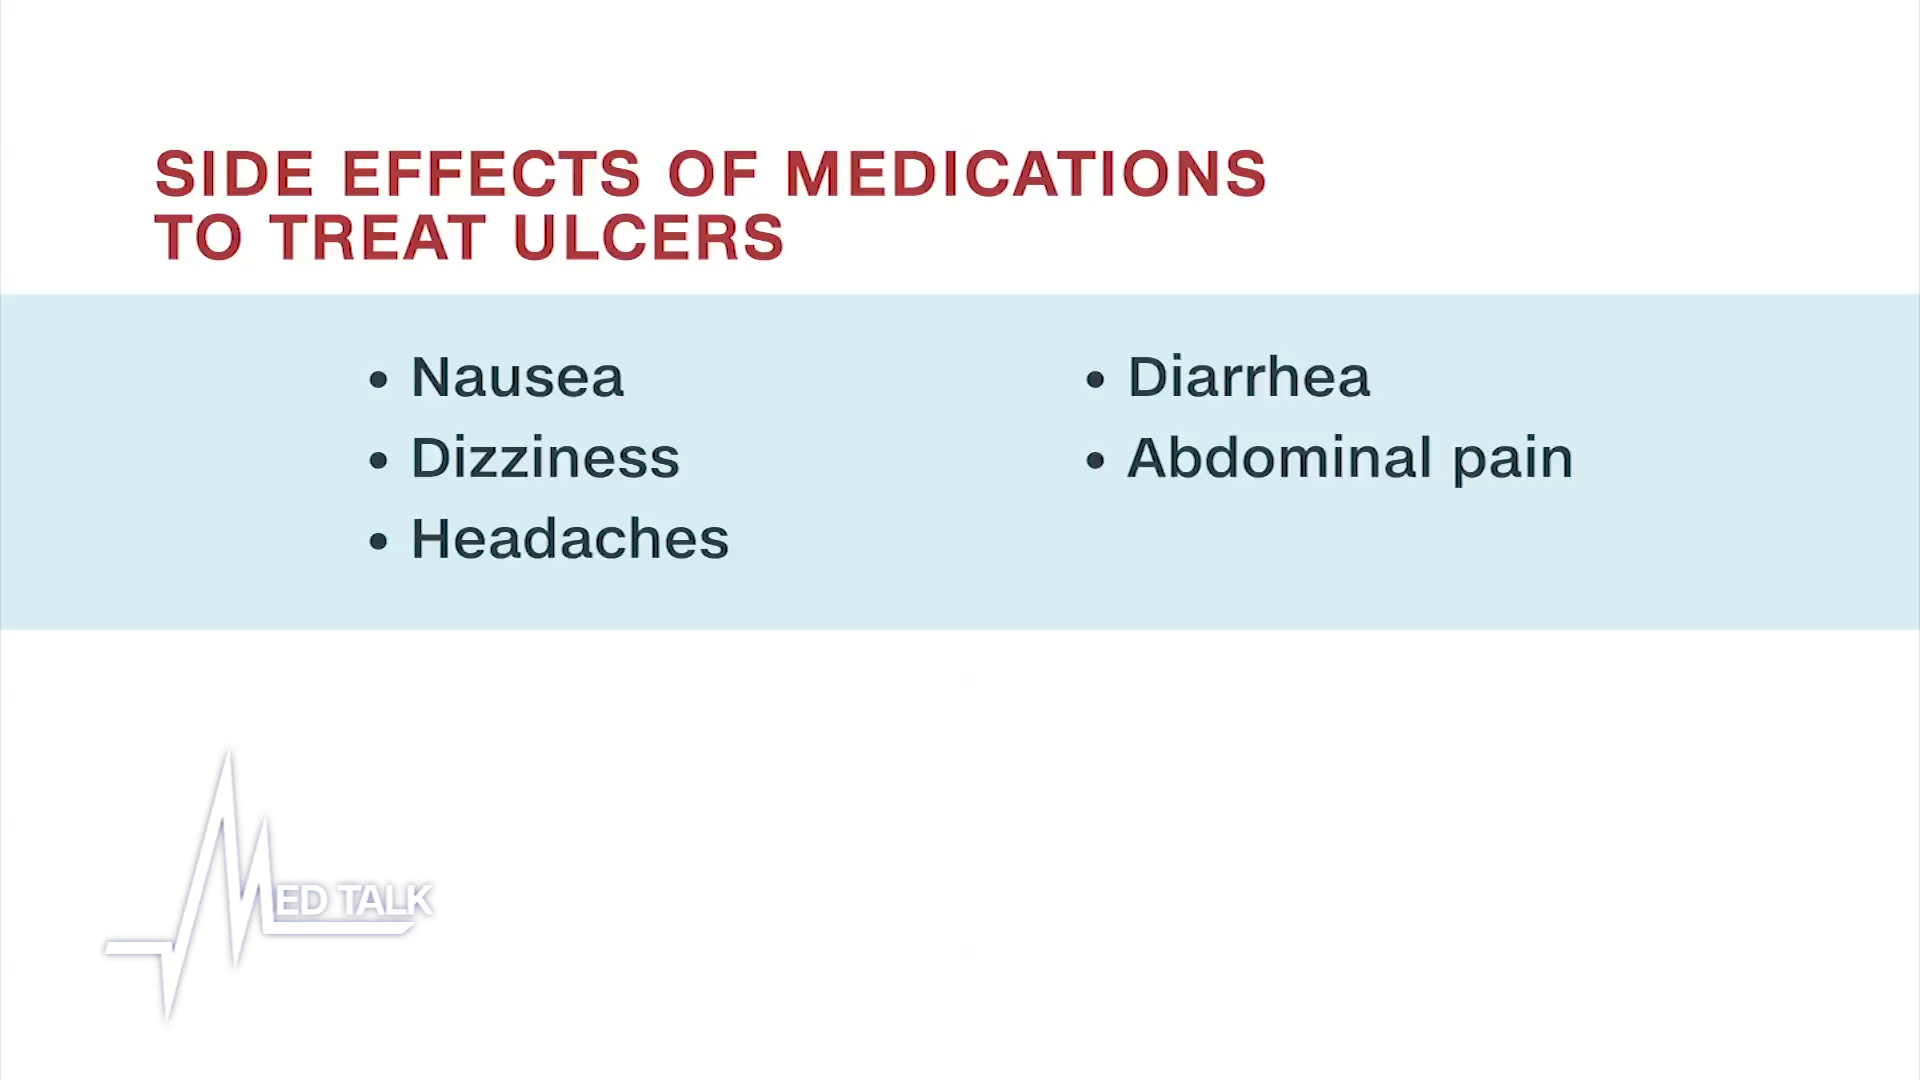 SIDE EFFECTS OF MEDICATIONS
TO TREAT ULCERS
• Nausea
• Dizziness
• Headaches
• Diarrhea
• Abdominal pain
MED TALK